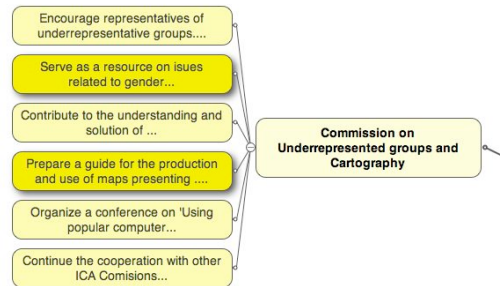 Encourage representatives of
underrepresentative groups....
Serve as a resource on isues
related to gender...
Contribute to the understanding and
solution of ...
Prepare a guide for the production
and use of maps presenting ....
Organize a conference on 'Using
popular computer...
Continue the cooperation with other
ICA Comisions...
Commission on
Underrepresented groups and
Cartography